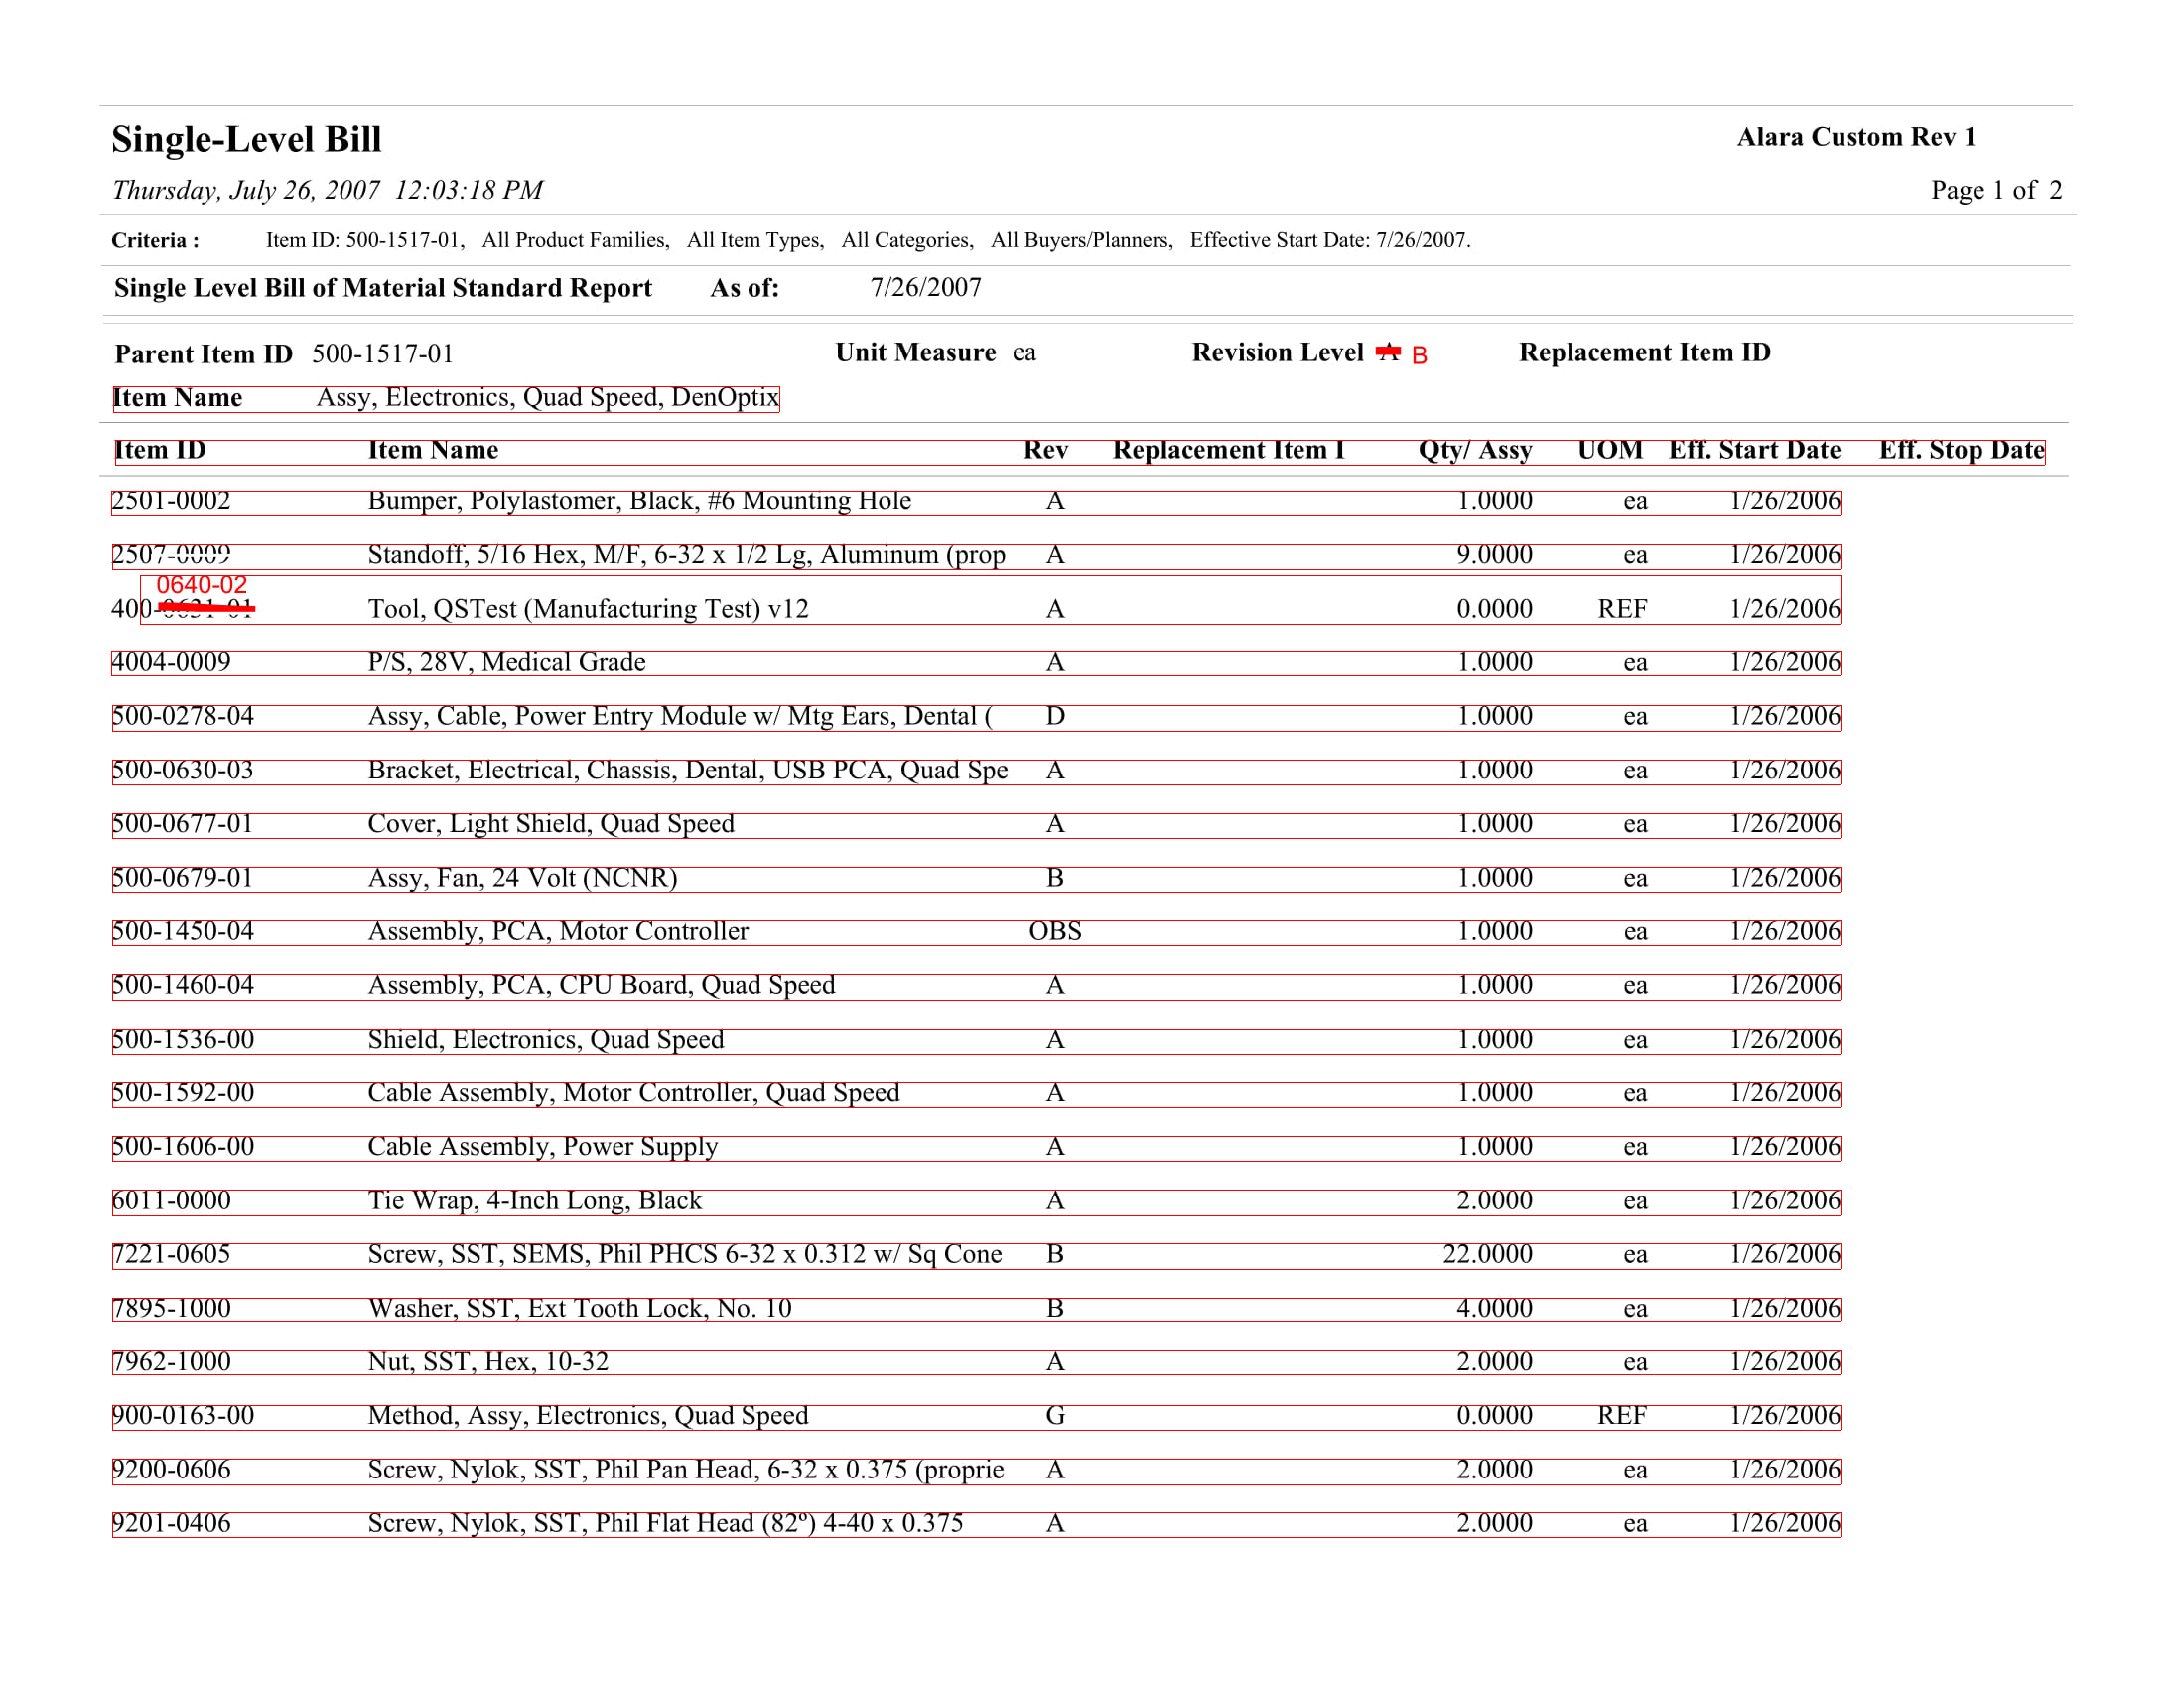 Single-Level Bill Alara Custom Rev 1
Thursday, July 26, 2007 12:03:18 PM Page 1 of 2
Criteria : Item ID: 500-1517-01, All Product Families, All Item Types, All Categories, All Buyers/Planners, Effective Start Date: 7/26/2007.
Single Level Bill of Material Standard Report As of: 7/26/2007
Parent Item ID 500-1517-01 Unit Measure ea Revision Level A B Replacement Item ID
Item Name Assy, Electronics, Quad Speed, DenOptix
Item ID Item Name Rev Replacement Item I Qty/ Assy UOM Eff. Start Date Eff. Stop Date
2501-0002 Bumper, Polylastomer, Black, #6 Mounting Hole A 1.0000 ea 1/26/2006
2507-0009 Standoff, 5/16 Hex, M/F, 6-32 x 1/2 Lg, Aluminum (prop A 9.0000 ea 1/26/2006
0640-02
400-0631-01 Tool, QSTest (Manufacturing Test) v12 A 0.0000 REF 1/26/2006
4004-0009 P/S, 28V, Medical Grade A 1.0000 ea 1/26/2006
500-0278-04 Assy, Cable, Power Entry Module w/ Mtg Ears, Dental ( D 1.0000 ea 1/26/2006
500-0630-03 Bracket, Electrical, Chassis, Dental, USB PCA, Quad Spe A 1.0000 ea 1/26/2006
500-0677-01 Cover, Light Shield, Quad Speed A 1.0000 ea 1/26/2006
500-0679-01 Assy, Fan, 24 Volt (NCNR) B 1.0000 ea 1/26/2006
500-1450-04 Assembly, PCA, Motor Controller OBS 1.0000 ea 1/26/2006
500-1460-04 Assembly, PCA, CPU Board, Quad Speed A 1.0000 ea 1/26/2006
500-1536-00 Shield, Electronics, Quad Speed A 1.0000 ea 1/26/2006
500-1592-00 Cable Assembly, Motor Controller, Quad Speed A 1.0000 ea 1/26/2006
500-1606-00 Cable Assembly, Power Supply A 1.0000 ea 1/26/2006
6011-0000 Tie Wrap, 4-Inch Long, Black A 2.0000 ea 1/26/2006
7221-0605 Screw, SST, SEMS, Phil PHCS 6-32 x 0.312 w/ Sq Cone B 22.0000 ea 1/26/2006
7895-1000 Washer, SST, Ext Tooth Lock, No. 10 B 4.0000 ea 1/26/2006
7962-1000 Nut, SST, Hex, 10-32 A 2.0000 ea 1/26/2006
900-0163-00 Method, Assy, Electronics, Quad Speed G 0.0000 REF 1/26/2006
9200-0606 Screw, Nylok, SST, Phil Pan Head, 6-32 x 0.375 (proprie A 2.0000 ea 1/26/2006
9201-0406 Screw, Nylok, SST, Phil Flat Head (82º) 4-40 x 0.375 A 2.0000 ea 1/26/2006